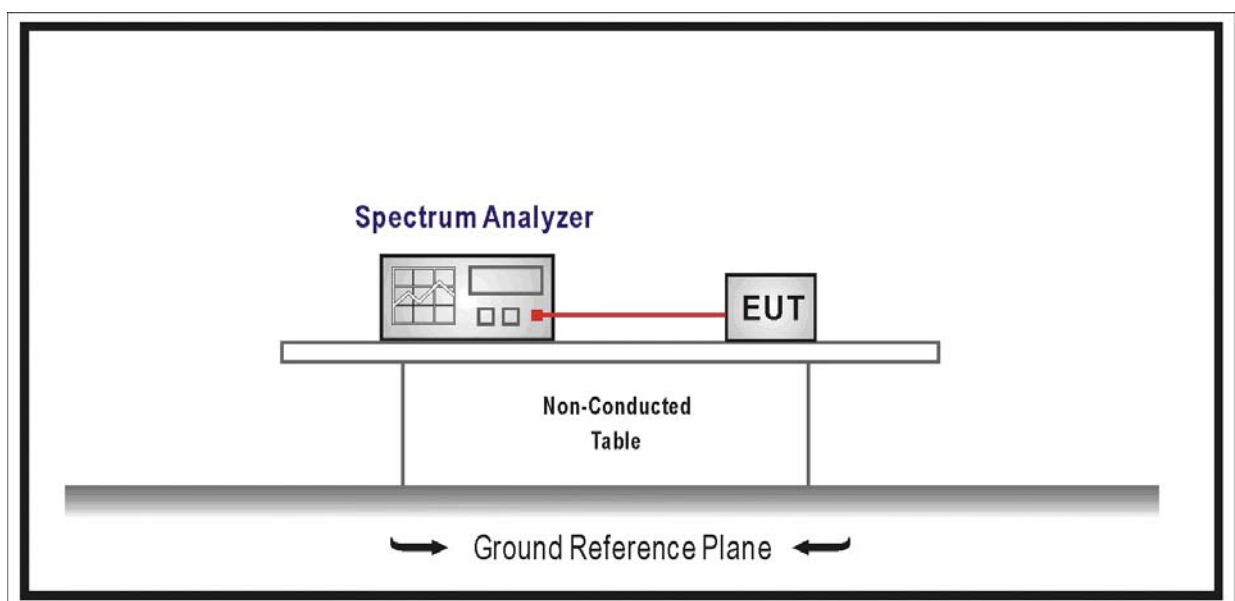 Spectrum Analyzer
EUT
Non-Conducted
Table
Ground Reference Plane